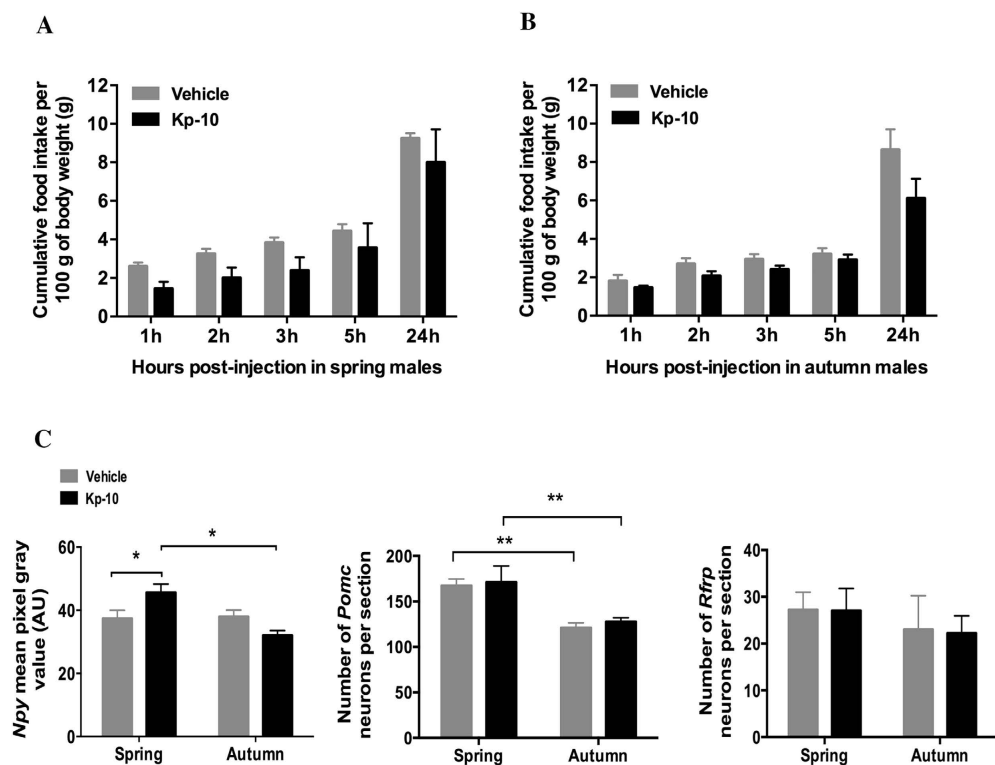 A
Cumulative food intake per
100 g of body weight (g)
12
10
8
6
4
2
0
Vehicle
Kp-10
1h 2h 3h 5h 24h
Hours post-injection in spring males
B
Cumulative food intake per
100 g of body weight (g)
12
10
8
6
4
2
0
Vehicle
Kp-10
1h 2h 3h 5h 24h
Hours post-injection in autumn males
C
Vehicle
Kp-10
Npy mean pixel gray
value (AU)
60
40
20
0
*
*
Spring Autumn
Number of Pomc
neurons per section
200
150
100
50
0
**
**
Spring Autumn
Number of Rfrp
neurons per section
40
30
20
10
0
Spring Autumn